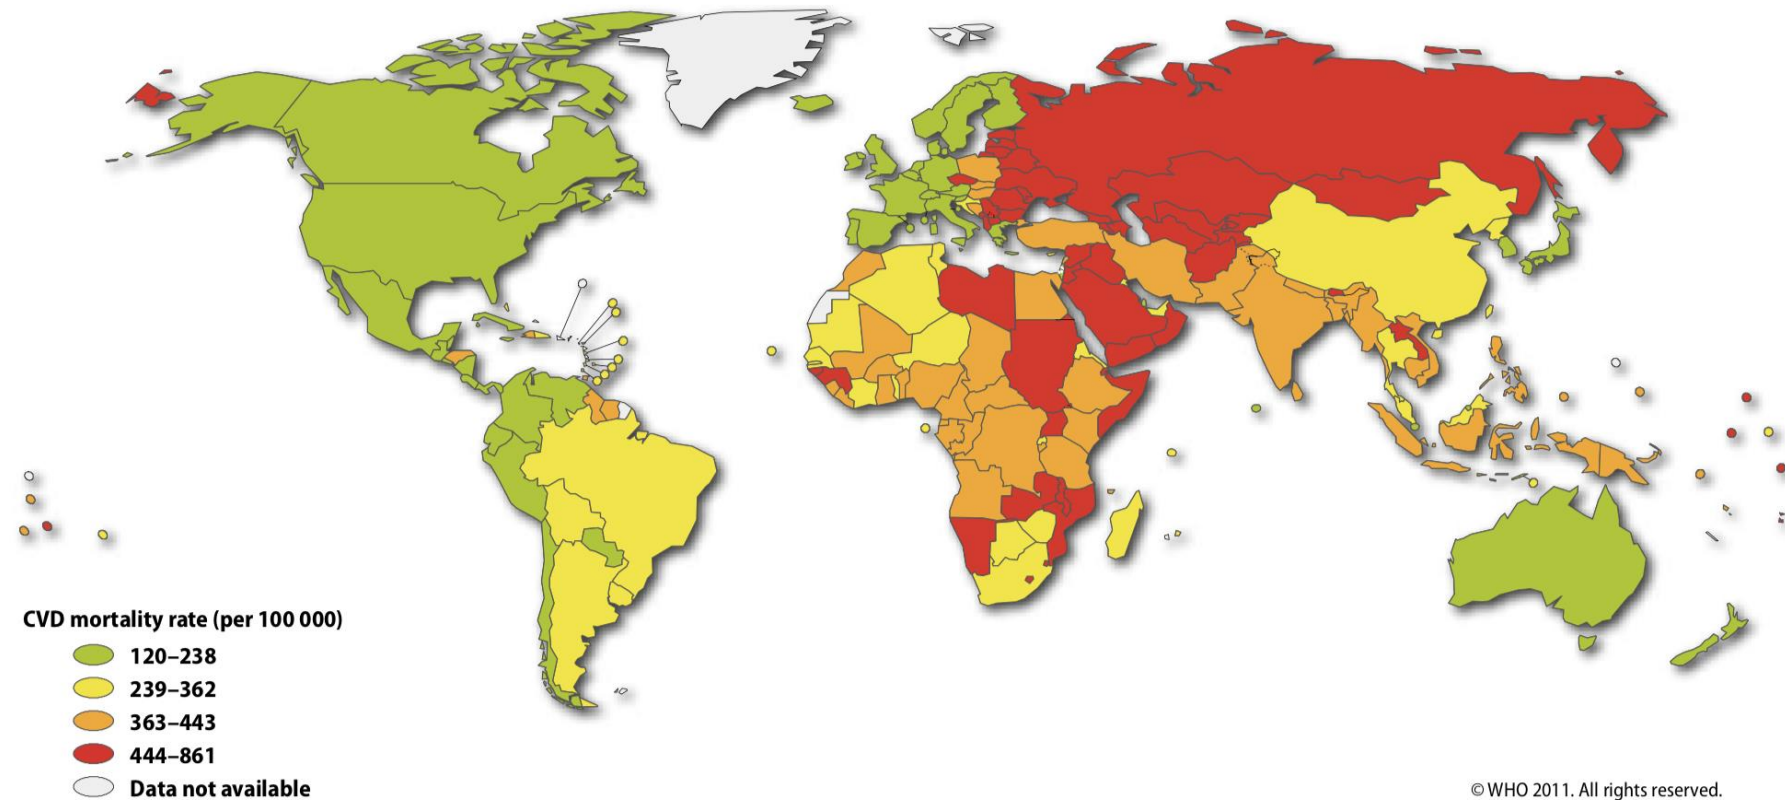 CVD mortality rate (per 100 000)
120–238
239–362
363–443
444–861
Data not available
© WHO 2011. All rights reserved.